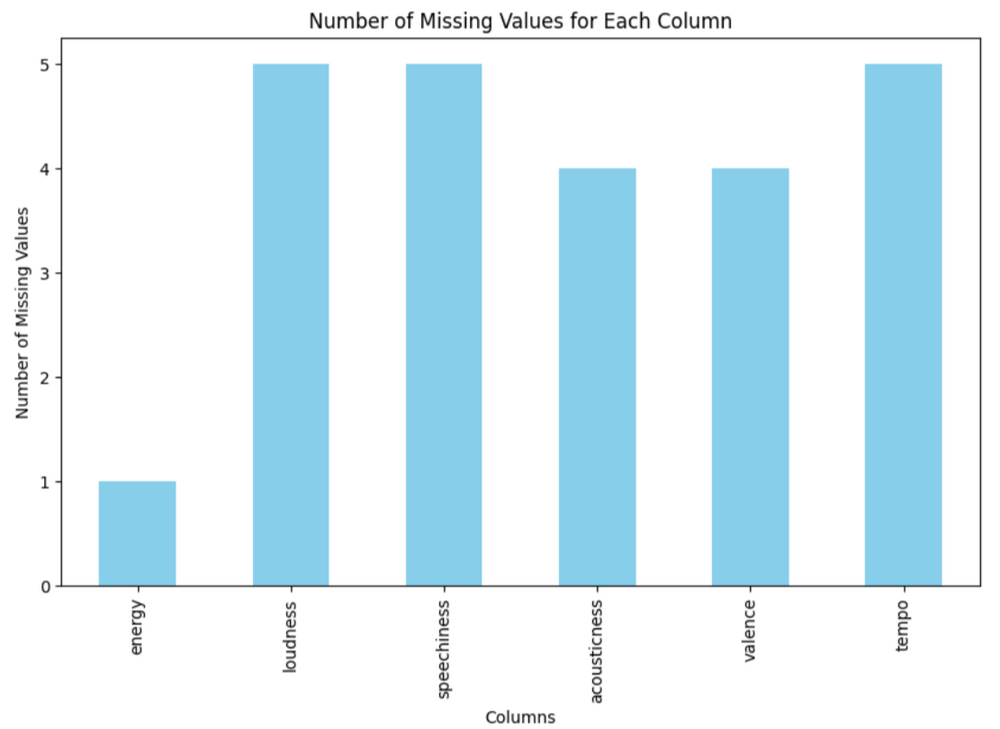 Number of Missing Values for Each Column
Number of Missing Values
5
4
3
2
1
0
energy
loudness
speechiness
acousticness
valence
tempo
Columns